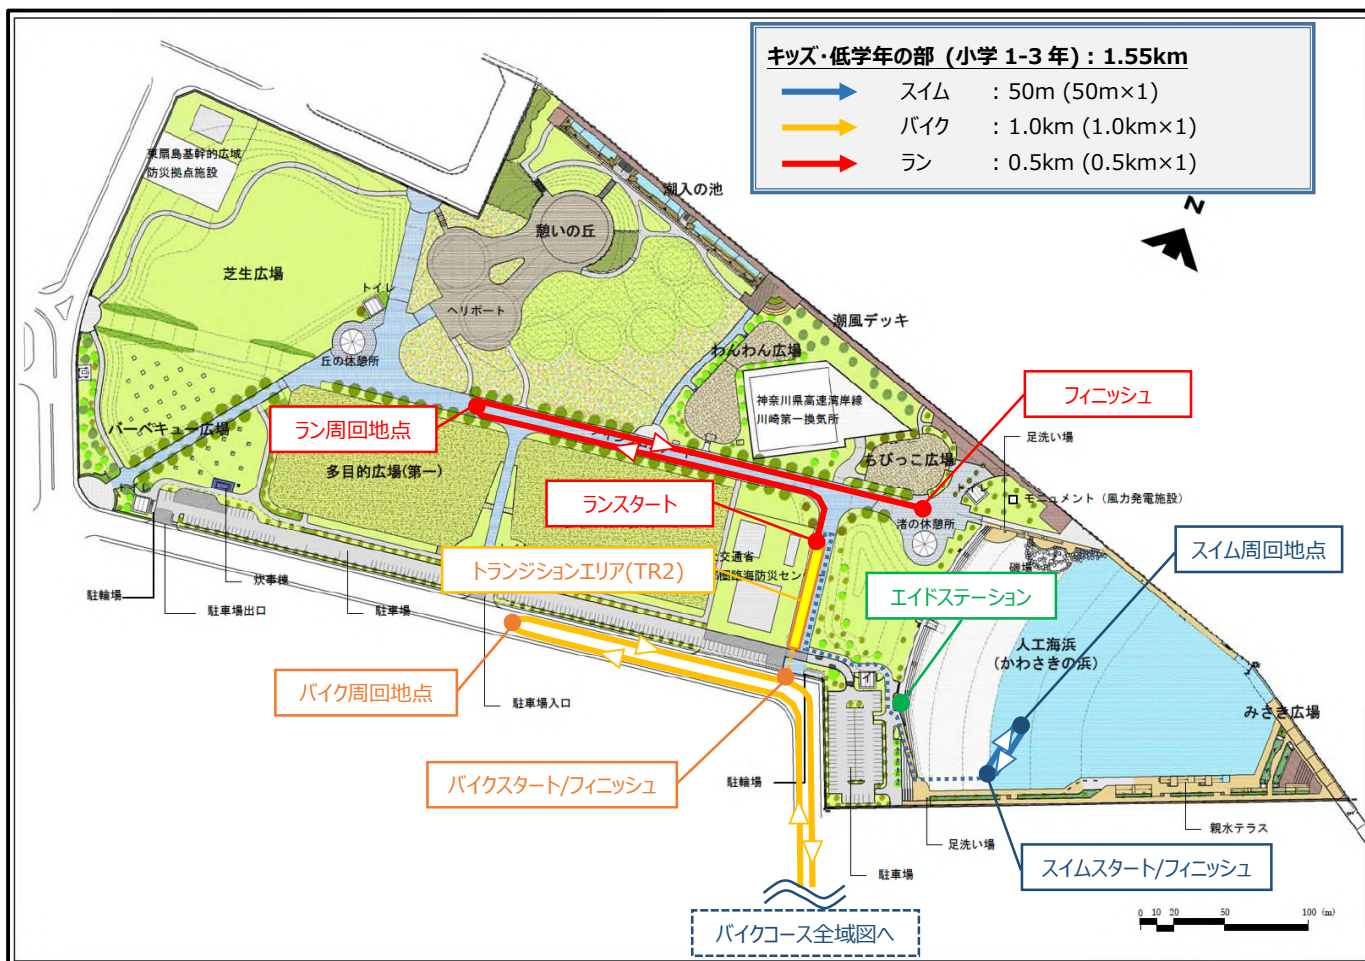 キッズ・低学年の部 (小学 1-3 年) : 1.55km
スイム : 50m (50m×1)
バイク : 1.0km (1.0km×1)
ラン : 0.5km (0.5km×1)
N
東扇島基幹的広域
防災拠点施設
潮入の池
憩いの丘
芝生広場
トイレ
ヘリポート
潮風デッキ
丘の休憩所
わんわん広場
神奈川県高速湾岸線
川崎第一換気所
フィニッシュ
ラン周回地点
バーベキュー広場
足洗い場
多目的広場(第一)
ちびっこ広場
トイレ
トイレ
モニュメント（風力発電施設）
ランスタート
渚の休憩所
スイム周回地点
トランジションエリア(TR2)
磯場
炊事棟
駐輪場
駐車場出口
駐車場
エイドステーション
人工海浜
(かわさきの浜)
トイレ
バイク周回地点
駐車場入口
みさき広場
バイクスタート/フィニッシュ
駐輪場
親水テラス
足洗い場
駐車場
スイムスタート/フィニッシュ
バイクコース全域図へ
0 10 20 50 100 (m)